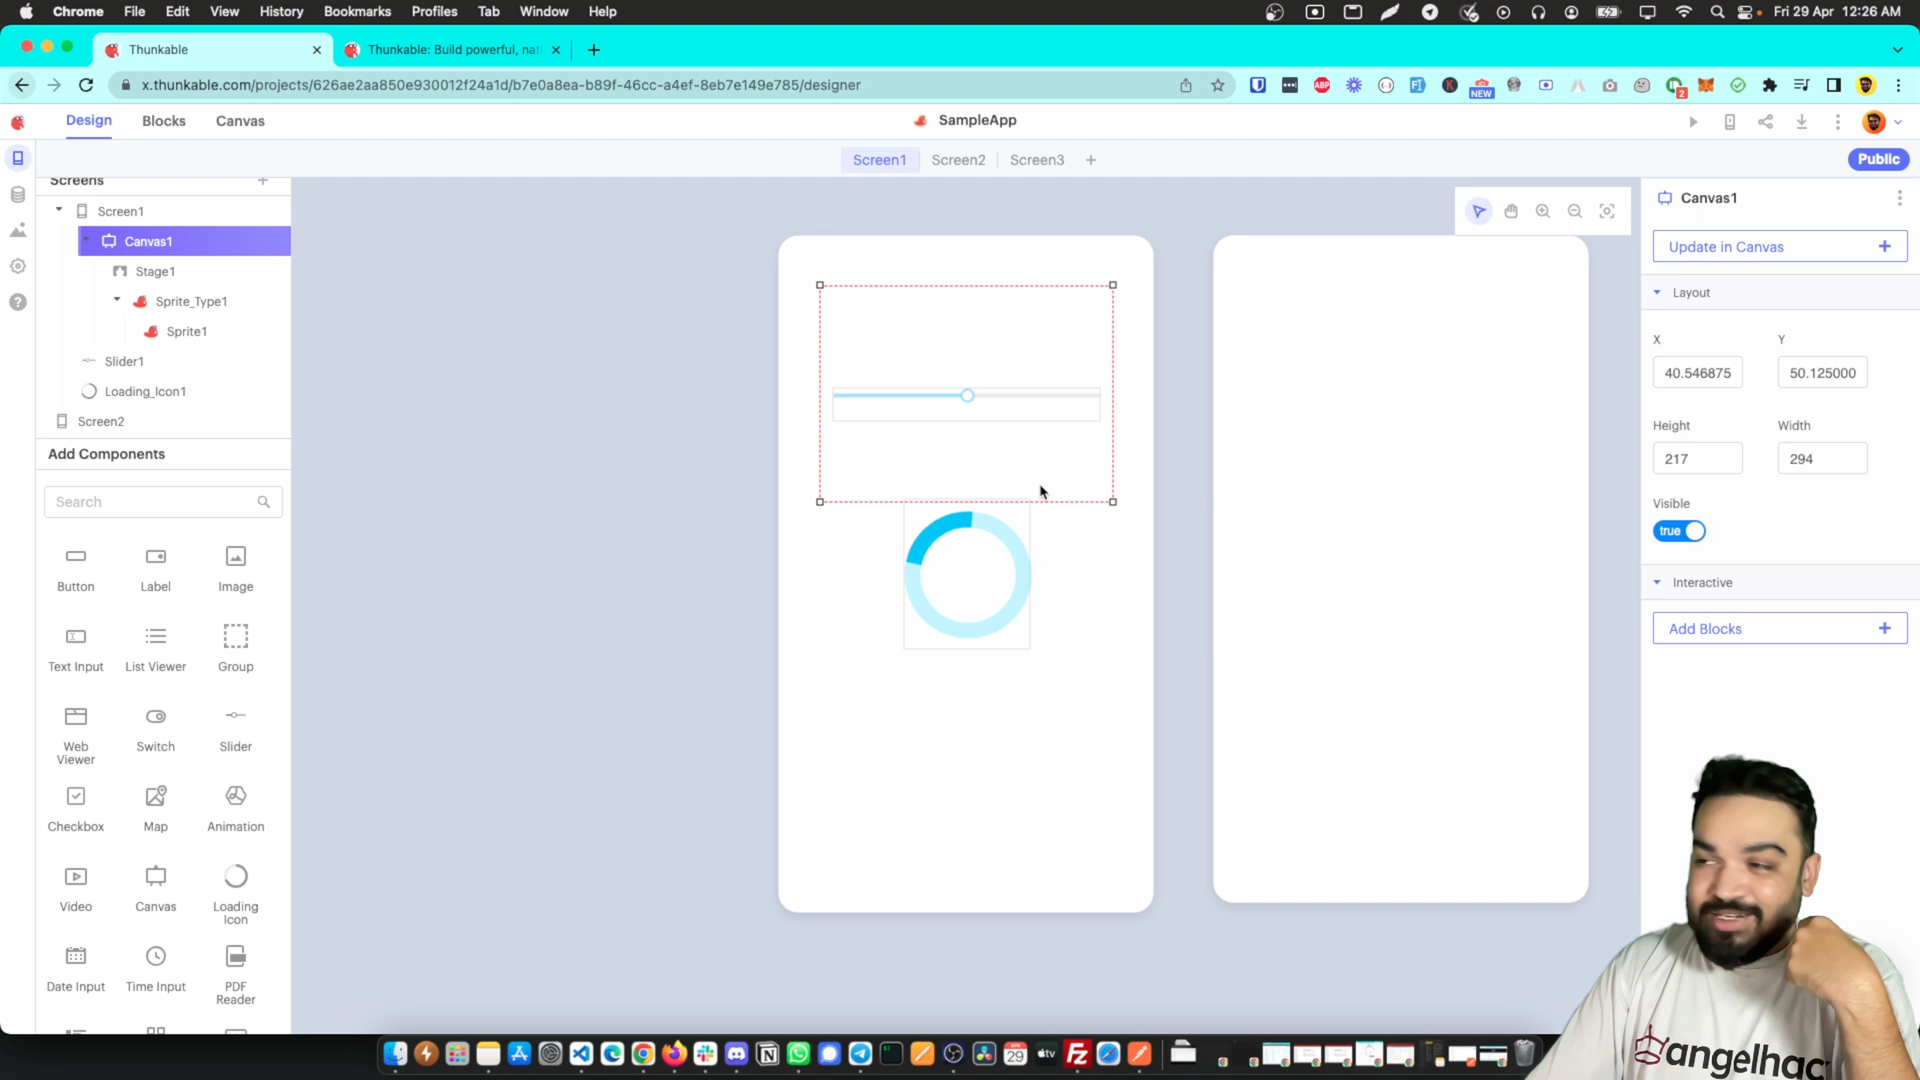 Chrome File Edit View History Bookmarks Profiles Tab Window Help Fri 29 Apr 12:26 AM
Thunkable Thunkable: Build powerful, nat
x.thunkable.com/projects/626ae2aa850e930012f24a1d/b7e0a8ea-b89f-46cc-a4ef-8eb7e149e785/designer
ABP NEW 2
Design Blocks Canvas SampleApp
Screen1 Screen2 Screen3 + Public
Screens
Screen1
Canvas1
Stage1
Sprite_Type1
Sprite1
Slider1
Loading_Icon1
Screen2
Add Components
Search
Button Label Image
Text Input List Viewer Group
Web Viewer Switch Slider
Checkbox Map Animation
Video Canvas Loading Icon
Date Input Time Input PDF Reader
Canvas1
Update in Canvas
Layout
X Y
40.546875 50.125000
Height Width
217 294
Visible
true
Interactive
Add Blocks
angelhac